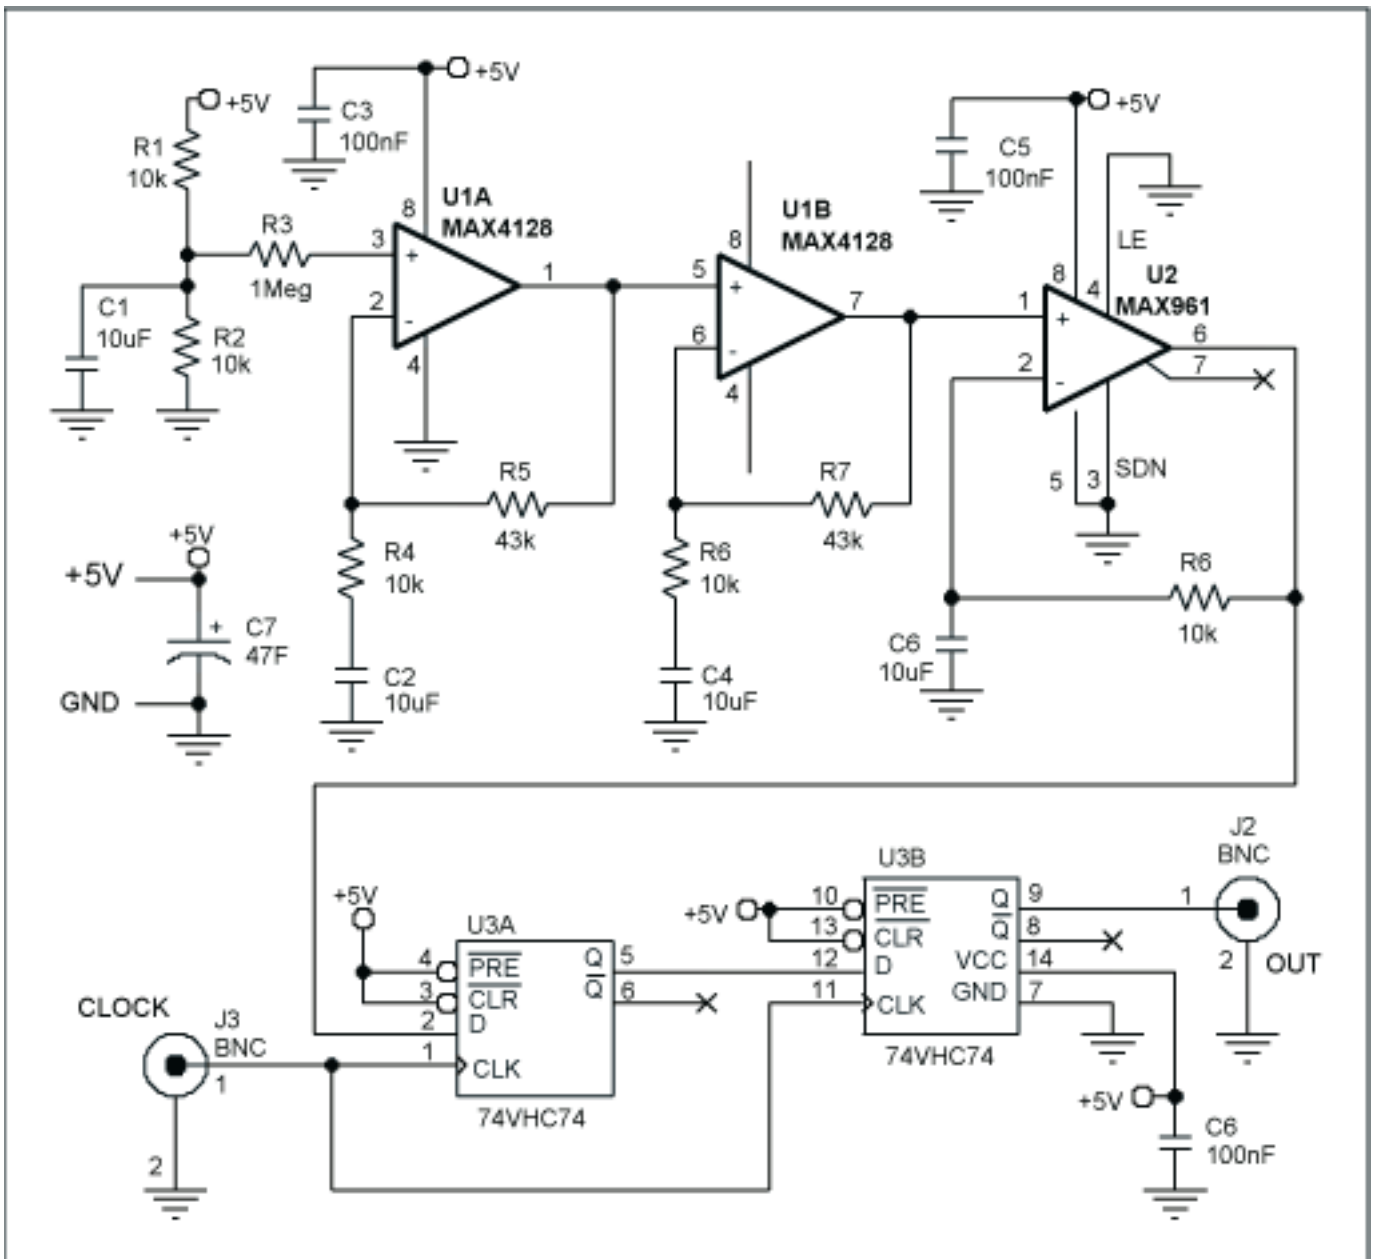 +5V
C3
100nF
+5V
R1
10k
R3
1Meg
C1
10uF
R2
10k
U1A
MAX4128
8
3
+
2
-
1
4
R5
43k
R4
10k
C2
10uF
U1B
MAX4128
8
5
+
6
-
7
4
R7
43k
R6
10k
C4
10uF
+5V
C5
100nF
LE
U2
MAX961
8
4
1
+
2
-
6
7
5
3
SDN
R6
10k
C6
10uF
+5V
+5V
+
C7
47F
GND
+5V
U3A
4
PRE
3
CLR
2
D
1
CLK
Q
5
Q
6
74VHC74
CLOCK
J3
BNC
1
2
+5V
U3B
10
PRE
13
CLR
12
D
11
CLK
Q
9
Q
8
VCC
14
GND
7
74VHC74
J2
BNC
1
2
OUT
+5V
C6
100nF